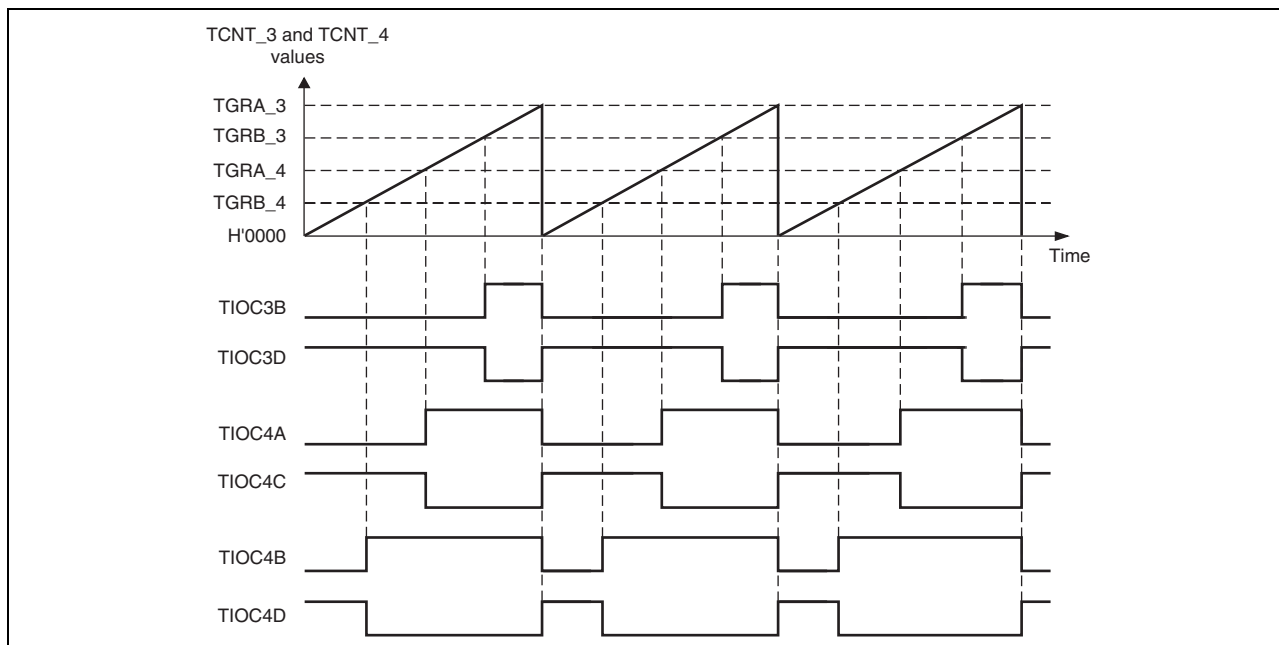 TCNT_3 and TCNT_4
values
TGRA_3
TGRB_3
TGRA_4
TGRB_4
H'0000
Time
TIOC3B
TIOC3D
TIOC4A
TIOC4C
TIOC4B
TIOC4D